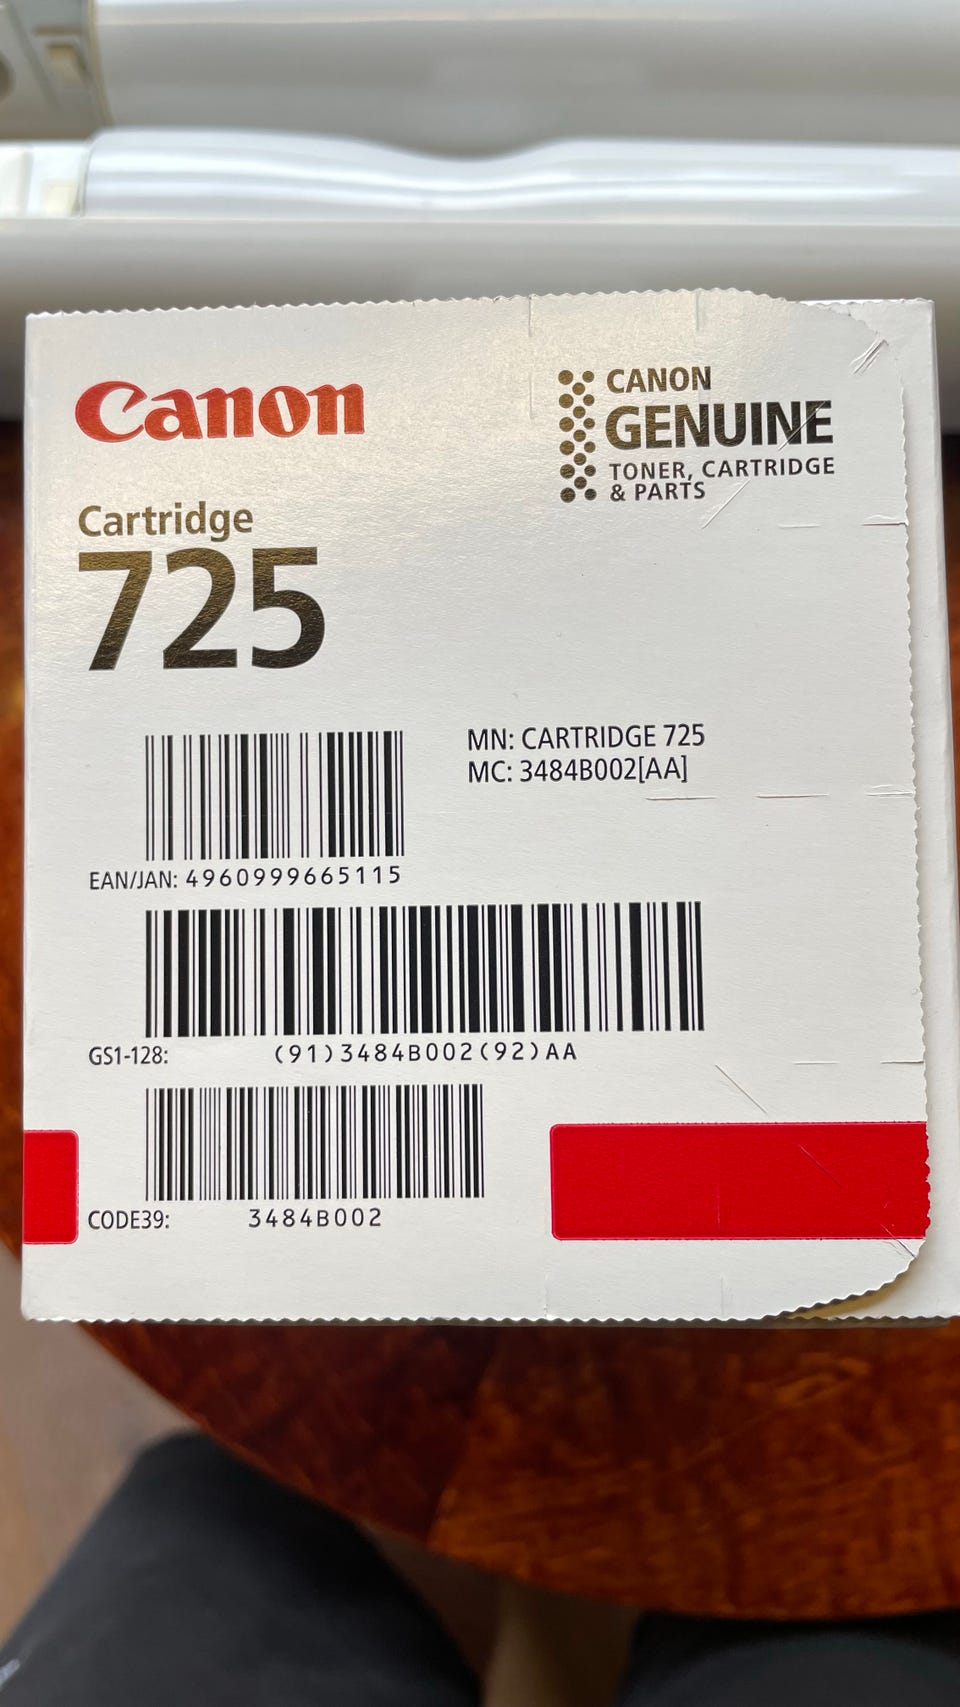 Canon
CANON
GENUINE
TONER, CARTRIDGE
& PARTS
Cartridge
725
MN: CARTRIDGE 725
MC: 3484B002[AA]
EAN/JAN: 4960999665115
GS1-128: (91)3484B002(92)AA
CODE39: 3484B002